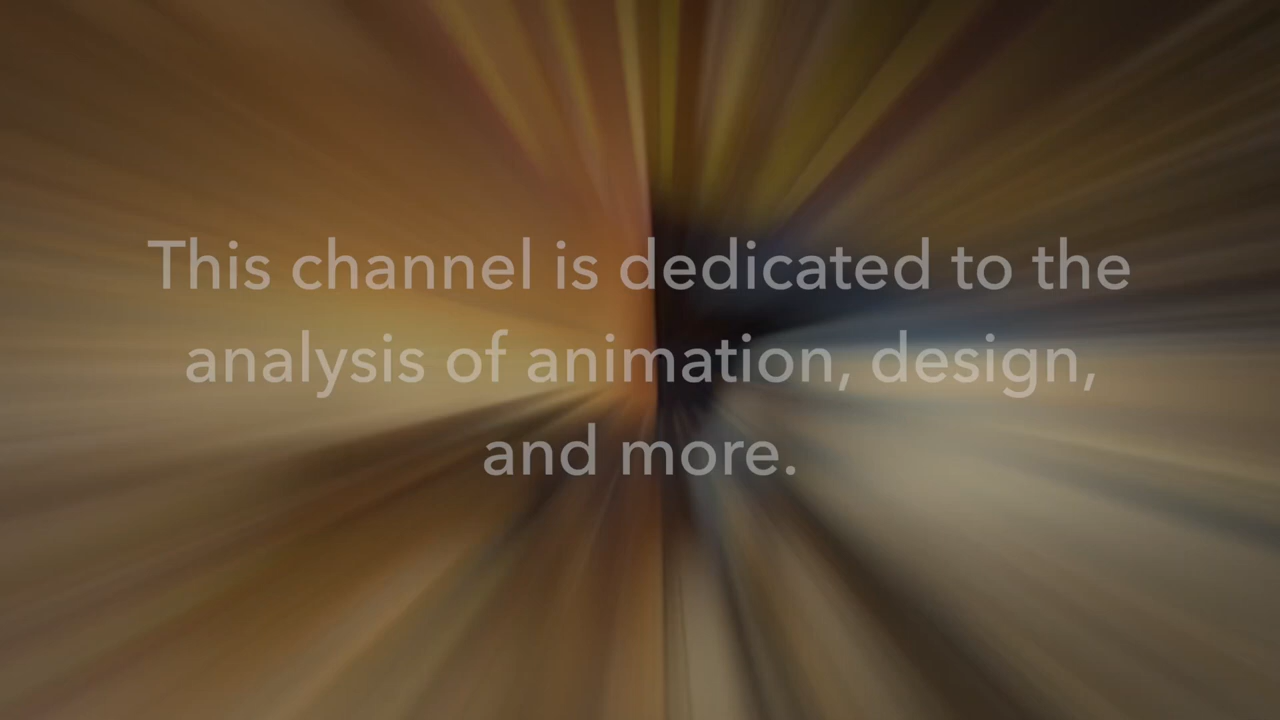 This channel is dedicated to the
analysis of animation, design,
and more.